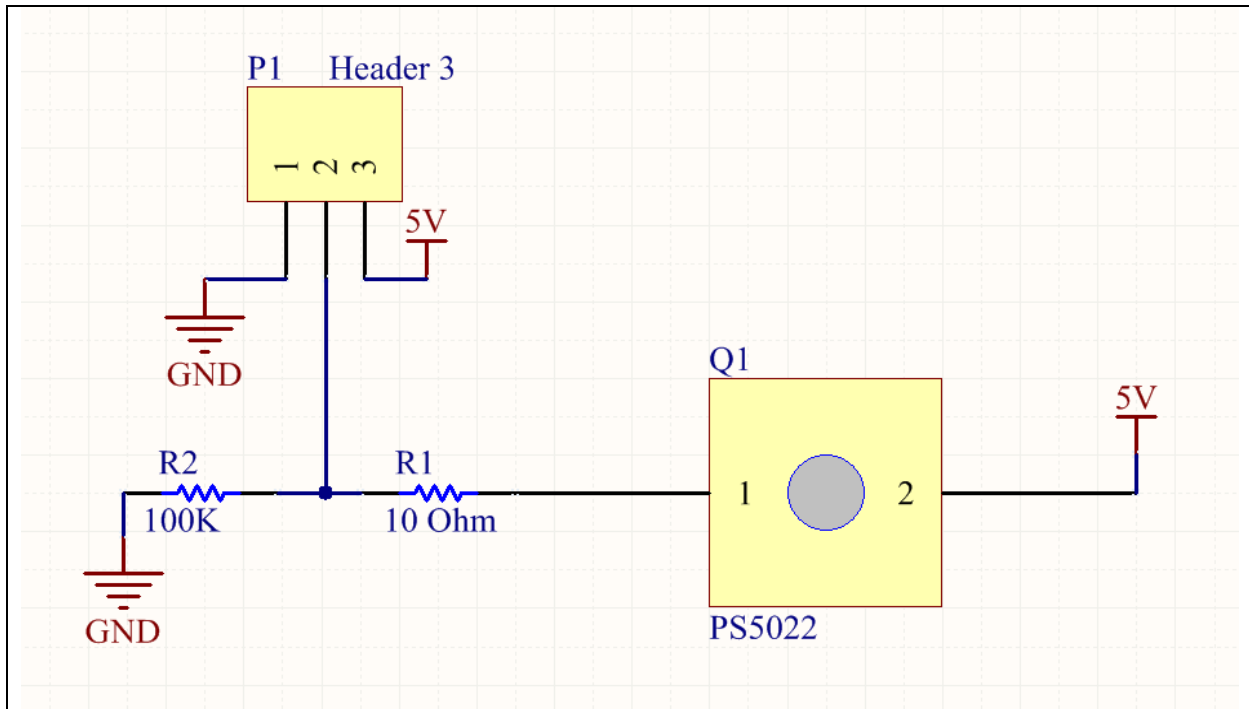 P1 Header 3
1 2 3
5V
GND
Q1
5V
R2 R1
1 2
100K 10 Ohm
GND
PS5022